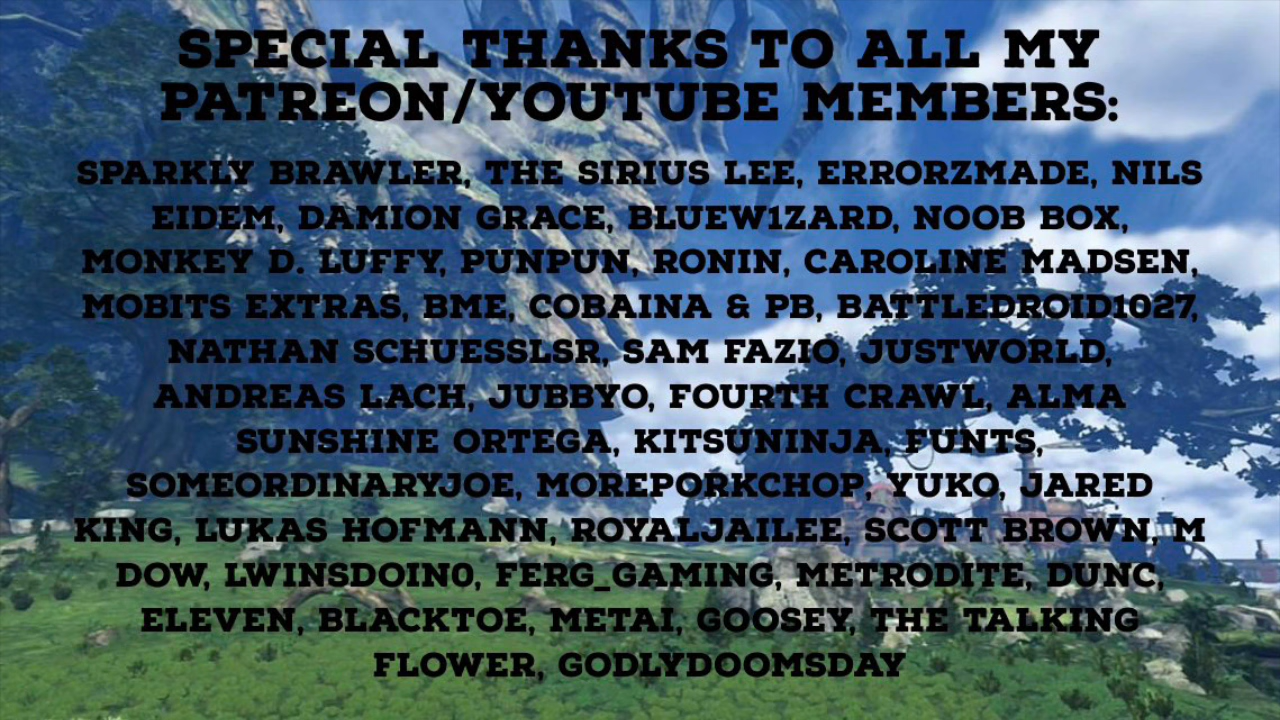 SPECIAL THANKS TO ALL MY
PATREON/YOUTUBE MEMBERS:
SPARKLY BRAWLER, THE SIRIUS LEE, ERRORZMADE, NILS
EIDEM, DAMION GRACE, BLUEW1ZARD, NOOB BOX,
MONKEY D. LUFFY, PUNPUN, RONIN, CAROLINE MADSEN,
MOBITS EXTRAS, BME, COBAINA & PB, BATTLEDROID1027,
NATHAN SCHUESSLSR, SAM FAZIO, JUSTWORLD,
ANDREAS LACH, JUBBYO, FOURTH CRAWL, ALMA
SUNSHINE ORTEGA, KITSUNINJA, FUNTS,
SOMEORDINARYJOE, MOREPORKCHOP, YUKO, JARED
KING, LUKAS HOFMANN, ROYALJAILEE, SCOTT BROWN, M
DOW, LWINSDOIN0, FERG_GAMING, METRODITE, DUNC,
ELEVEN, BLACKTOE, METAI, GOOSEY, THE TALKING
FLOWER, GODLYDOOMSDAY